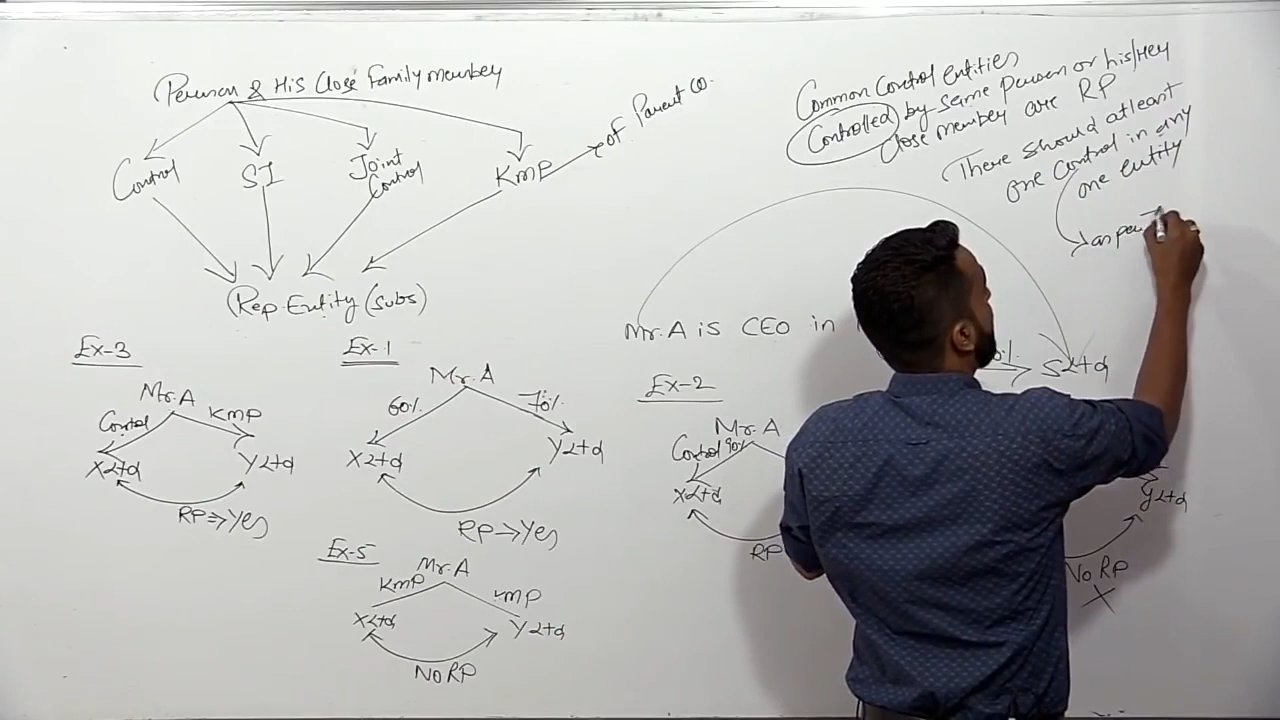 Person & His Close Family member
Control
SI
Joint
Control
KMP
of Parent Co.
Rep. Entity (Subs)
Common Control entities
Controlled by same Person or his/Her
close member are RP
There should atleast
one Control in any
one entity
as per
Mr. A is CEO in
S Ltd
Ex-3
Mr. A
Control
KMP
X Ltd
Y Ltd
RP ⇒ Yes
Ex-1
Mr. A
60%
70%
X Ltd
Y Ltd
RP → Yes
Ex-2
Mr. A
Control 90%
X Ltd
RP
Y Ltd
No RP
X
Ex-5
Mr. A
KMP
X Ltd
Y Ltd
NO RP